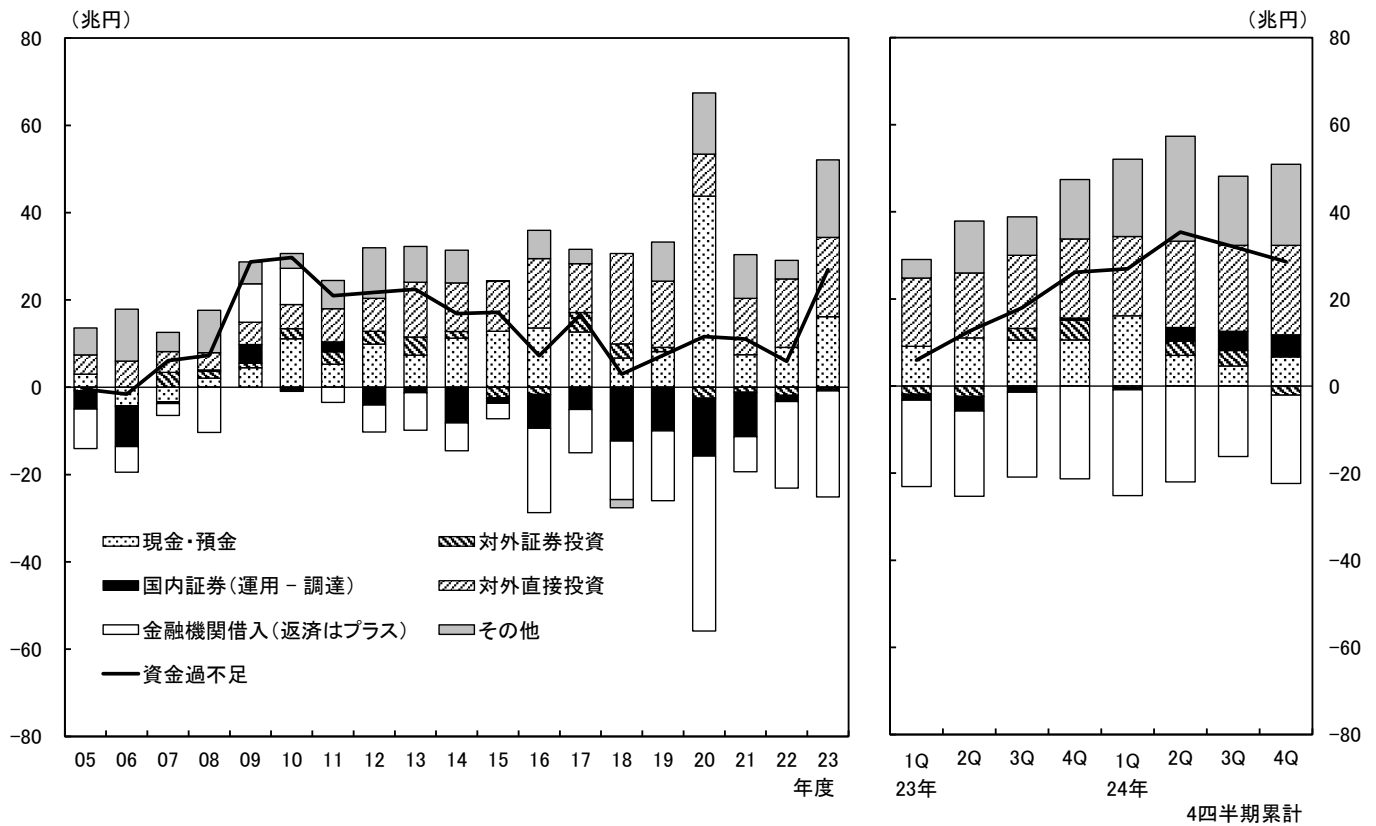 (兆円)
(兆円)
80
80
60
60
40
40
20
20
0
0
-20
-20
-40
-40
-60
-60
-80
-80
現金・預金
対外証券投資
国内証券(運用-調達)
対外直接投資
金融機関借入(返済はプラス)
その他
資金過不足
05 06 07 08 09 10 11 12 13 14 15 16 17 18 19 20 21 22 23
年度
1Q 2Q 3Q 4Q 1Q 2Q 3Q 4Q
23年 24年
4四半期累計